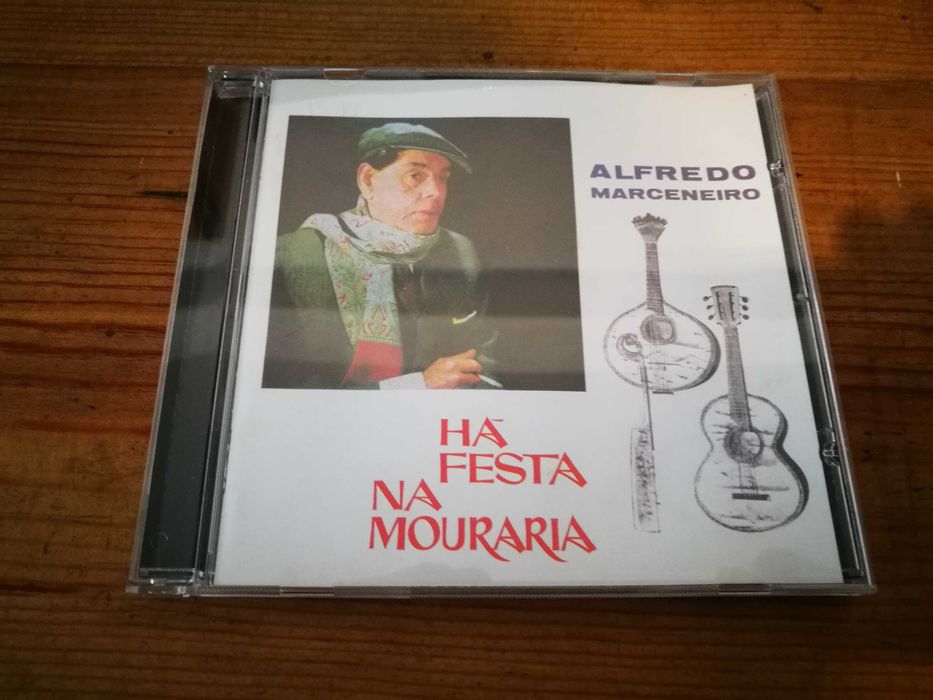 ALFREDO
MARCENEIRO
HÁ
FESTA
NA
MOURARIA